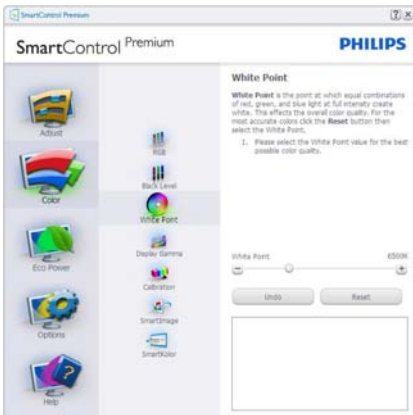 SmartControl Premium
SmartControl Premium
PHILIPS
Adjust
Color
Eco Power
Options
Help
RGB
Black Level
White Point
Display Gamma
Calibration
SmartImage
SmartKolor
White Point
White Point is the point at which equal combinations
of red, green, and blue light at full intensity create
white. This effects the overall color quality. For the
most accurate colors click the Reset button then
select the White Point.
1. Please select the White Point value for the best
possible color quality.
White Point 6500K
Undo Reset